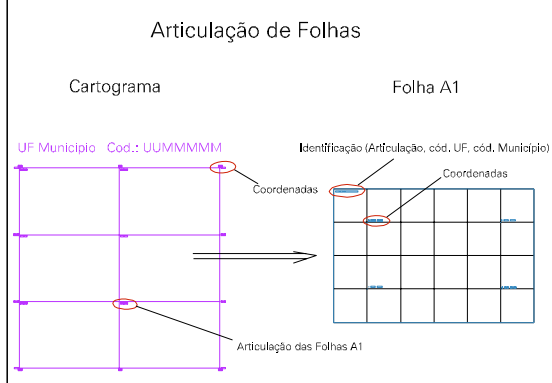 Articulação de Folhas
Cartograma
Folha A1
UF Municipio Cod.: UUMMMMM
Identificação (Articulação, cód. UF, cód. Município)
Coordenadas
Coordenadas
Articulação das Folhas A1